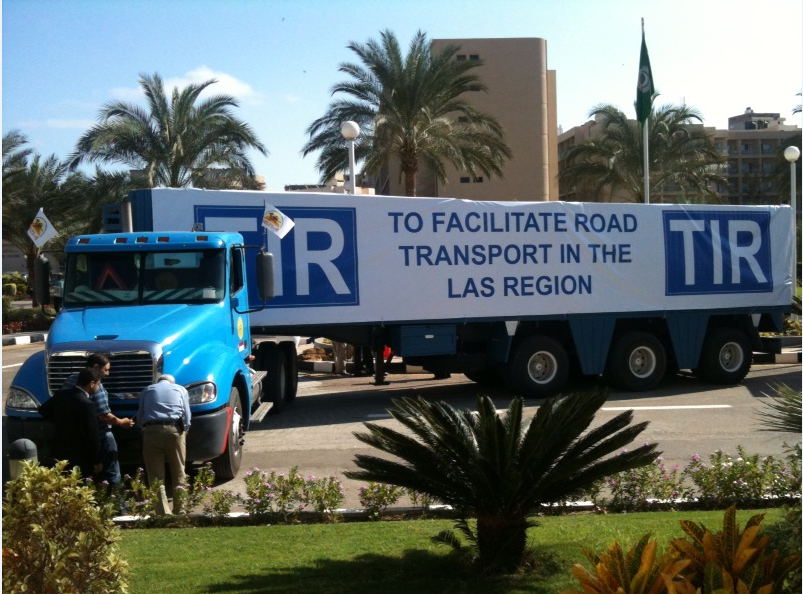 TIR
TO FACILITATE ROAD
TRANSPORT IN THE
LAS REGION
TIR